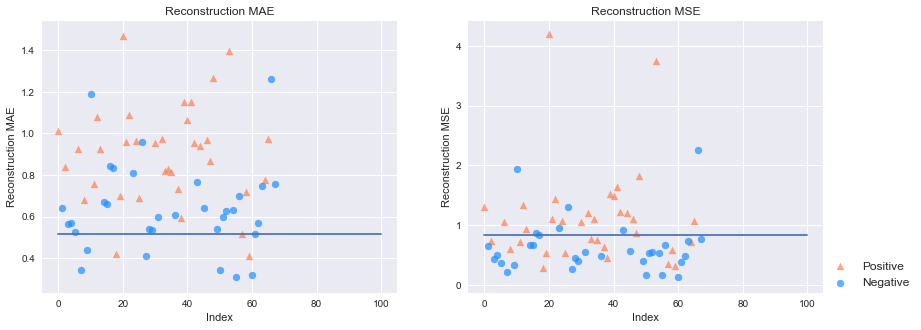 Reconstruction MAE
Reconstruction MSE
Reconstruction MAE
1.4
1.2
1.0
0.8
0.6
0.4
0
20
40
60
80
100
Index
Reconstruction MSE
4
3
2
1
0
0
20
40
60
80
100
Index
Positive
Negative